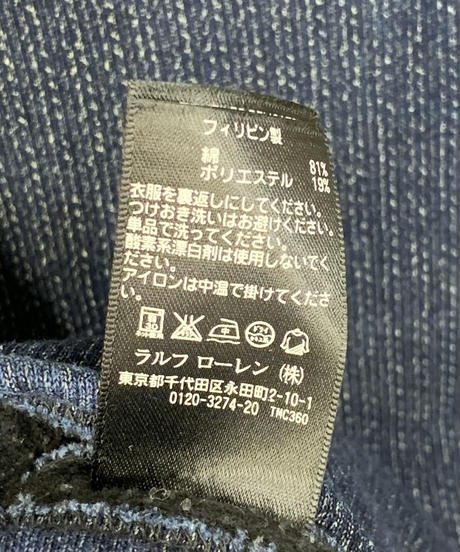 フィリピン製
綿 81%
ポリエステル 19%
衣服を裏返しにしてください。
つけおき洗いはお避けください。
単品で洗ってください。
酸素系漂白剤は使用しないでく
ださい。
アイロンは中温で掛けてくださ
い。
中 ドライ
ラルフ ローレン (株)
東京都千代田区永田町2-10-1
0120-3274-20 TMC360